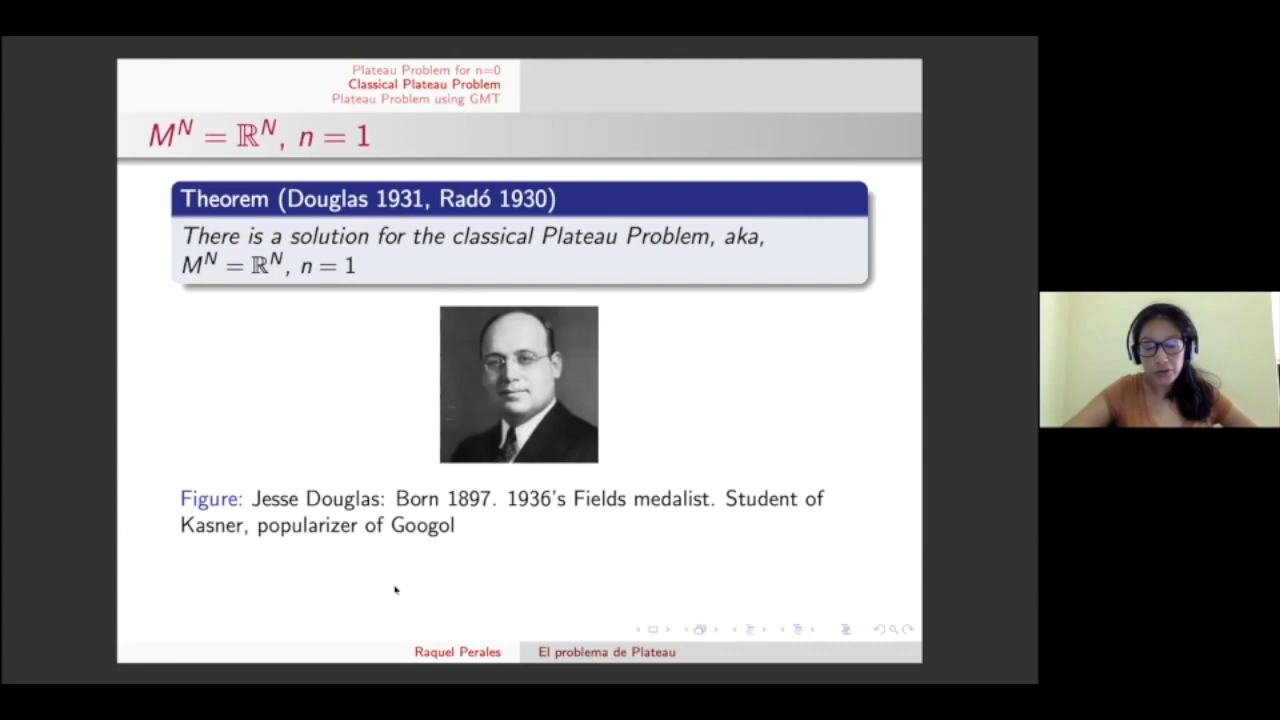 Plateau Problem for n=0
Classical Plateau Problem
Plateau Problem using GMT
M^N = ℝ^N, n = 1
Theorem (Douglas 1931, Radó 1930)
There is a solution for the classical Plateau Problem, aka,
M^N = ℝ^N, n = 1
Figure: Jesse Douglas: Born 1897. 1936's Fields medalist. Student of
Kasner, popularizer of Googol
Raquel Perales
El problema de Plateau